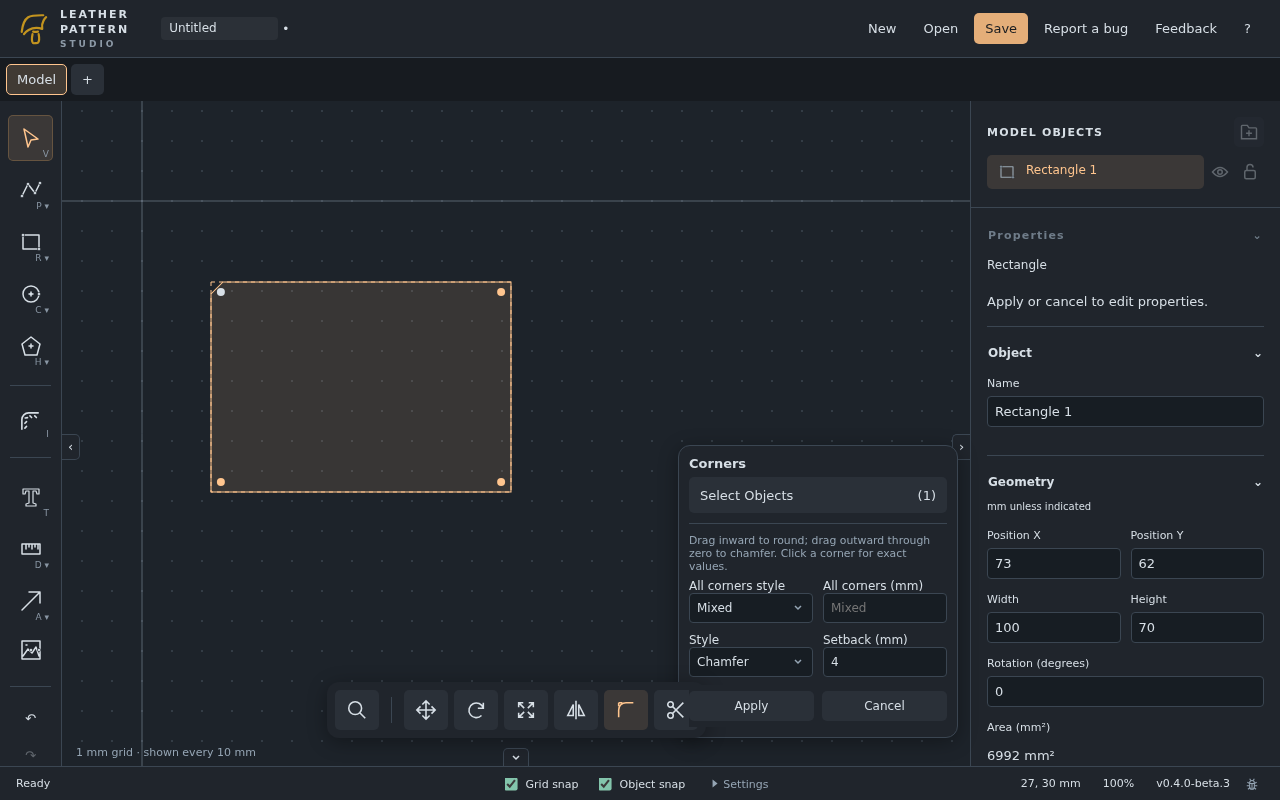 LEATHER
PATTERN
STUDIO
Untitled •
New
Open
Save
Report a bug
Feedback
?
Model
+
V
P ▾
R ▾
C ▾
H ▾
I
T
D ▾
A ▾
MODEL OBJECTS
Rectangle 1
Properties
Rectangle
Apply or cancel to edit properties.
Object
Name
Rectangle 1
Geometry
mm unless indicated
Position X
Position Y
73
62
Width
Height
100
70
Rotation (degrees)
0
Area (mm²)
6992 mm²
Corners
Select Objects (1)
Drag inward to round; drag outward through
zero to chamfer. Click a corner for exact
values.
All corners style
All corners (mm)
Mixed
Mixed
Style
Setback (mm)
Chamfer
4
Apply
Cancel
1 mm grid · shown every 10 mm
Ready
Grid snap
Object snap
Settings
27, 30 mm
100%
v0.4.0-beta.3